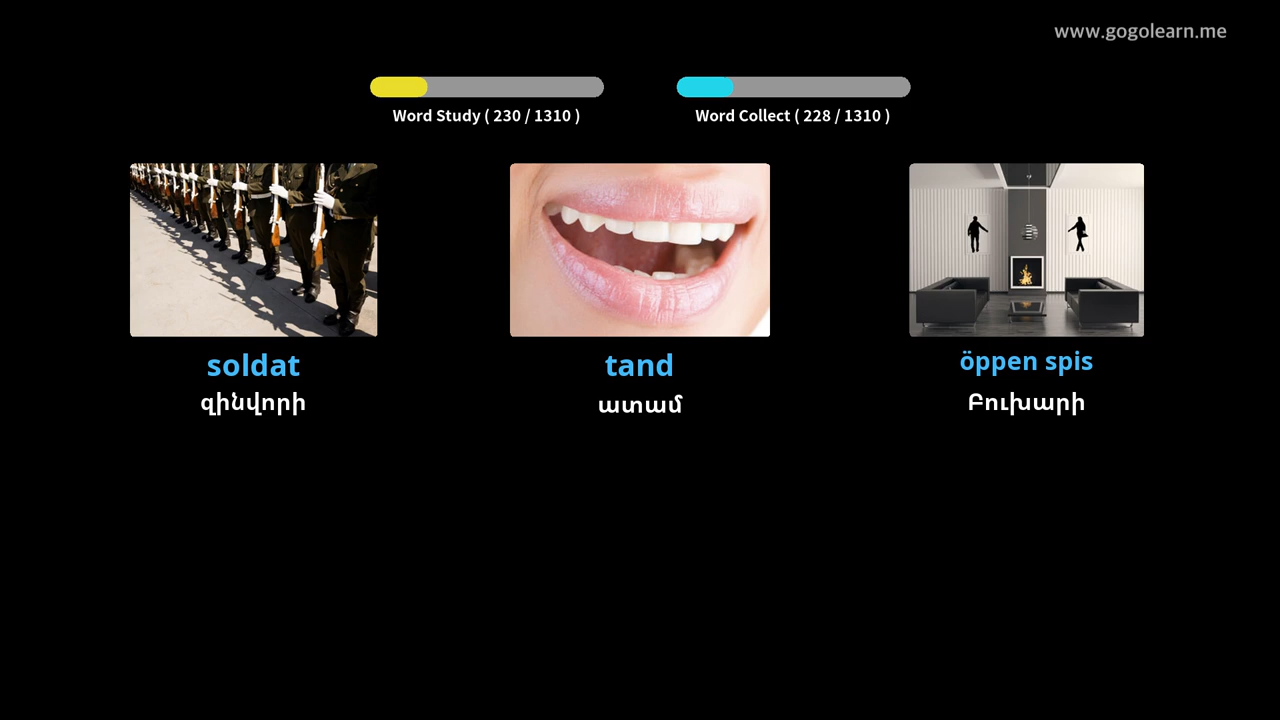 www.gogolearn.me
Word Study ( 230 / 1310 )
Word Collect ( 228 / 1310 )
soldat
զինվորի
tand
ատամ
öppen spis
Բուխարի